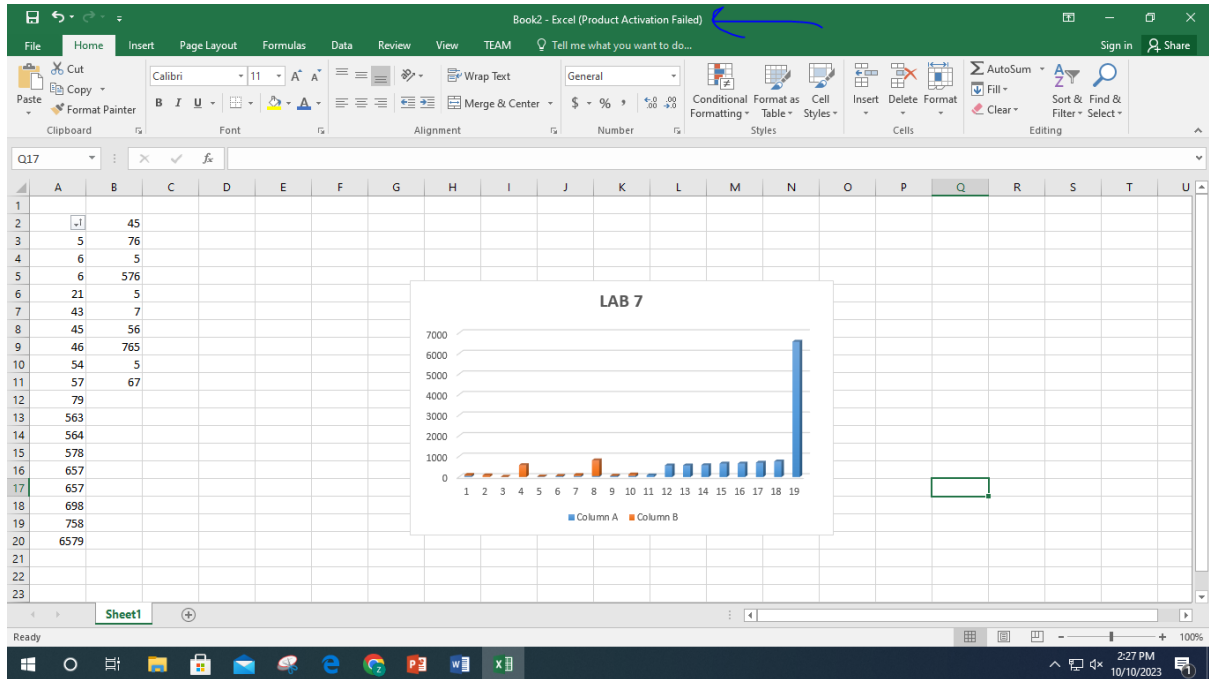 Book2 - Excel (Product Activation Failed)
File Home Insert Page Layout Formulas Data Review View TEAM Tell me what you want to do... Sign in Share
Paste
Cut
Copy
Format Painter
Clipboard
Calibri 11
B I U
Font
Wrap Text
Merge & Center
Alignment
General
$ % ,
Number
Conditional Formatting
Format as Table
Cell Styles
Styles
Insert Delete Format
Cells
AutoSum
Fill
Clear
Sort & Filter
Find & Select
Editing
Q17 fx
A B C D E F G H I J K L M N O P Q R S T U
1
2 45
3 5 76
4 6 5
5 6 576
6 21 5
7 43 7
8 45 56
9 46 765
10 54 5
11 57 67
12 79
13 563
14 564
15 578
16 657
17 657
18 698
19 758
20 6579
21
22
23
LAB 7
7000
6000
5000
4000
3000
2000
1000
0
1 2 3 4 5 6 7 8 9 10 11 12 13 14 15 16 17 18 19
Column A Column B
Sheet1
Ready 100%
2:27 PM
10/10/2023